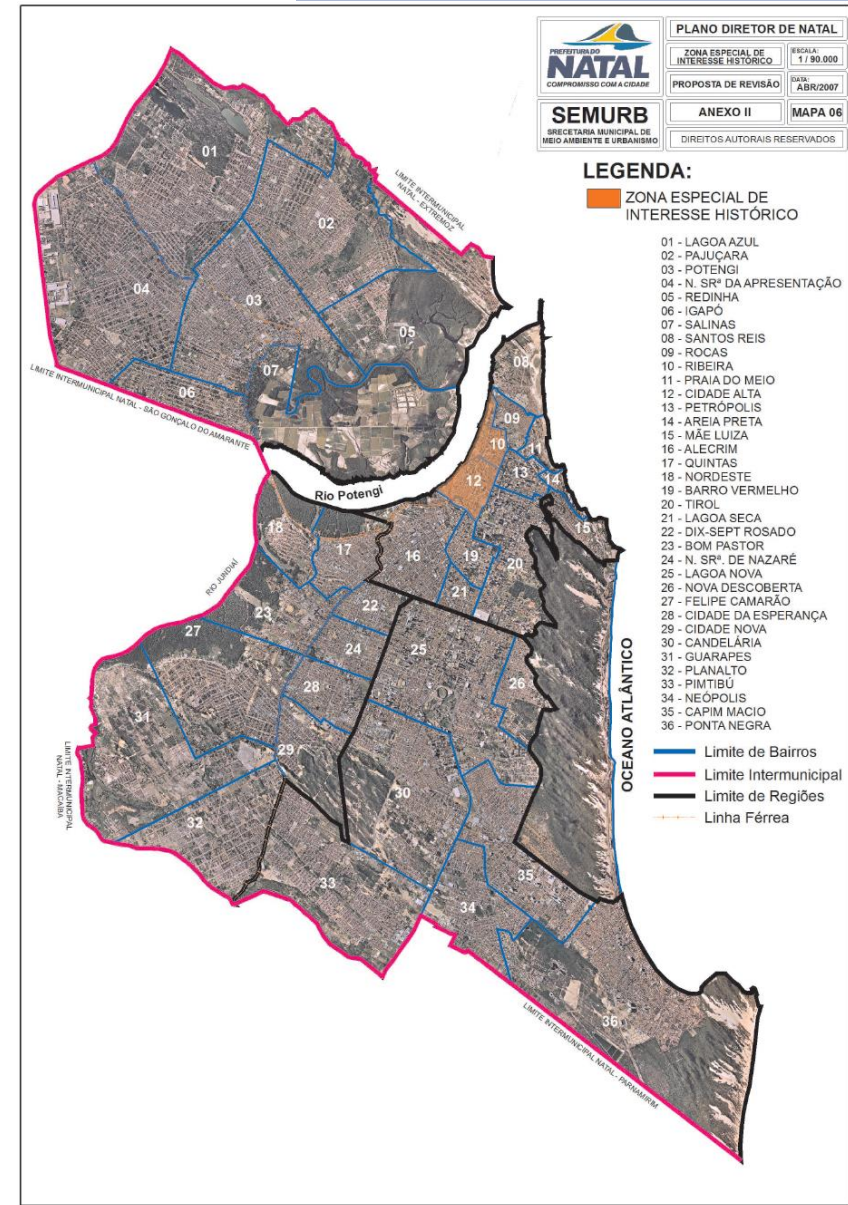 PREFEITURA DO
NATAL
COMPROMISSO COM A CIDADE
SEMURB
SRECETARIA MUNICIPAL DE
MEIO AMBIENTE E URBANISMO
PLANO DIRETOR DE NATAL
ZONA ESPECIAL DE
INTERESSE HISTÓRICO
ESCALA:
1 / 90.000
PROPOSTA DE REVISÃO
DATA:
ABR/2007
ANEXO II
MAPA 06
DIREITOS AUTORAIS RESERVADOS
LEGENDA:
ZONA ESPECIAL DE
INTERESSE HISTÓRICO
01 - LAGOA AZUL
02 - PAJUÇARA
03 - POTENGI
04 - N. SRª DA APRESENTAÇÃO
05 - REDINHA
06 - IGAPÓ
07 - SALINAS
08 - SANTOS REIS
09 - ROCAS
10 - RIBEIRA
11 - PRAIA DO MEIO
12 - CIDADE ALTA
13 - PETRÓPOLIS
14 - AREIA PRETA
15 - MÃE LUIZA
16 - ALECRIM
17 - QUINTAS
18 - NORDESTE
19 - BARRO VERMELHO
20 - TIROL
21 - LAGOA SECA
22 - DIX-SEPT ROSADO
23 - BOM PASTOR
24 - N. SRª. DE NAZARÉ
25 - LAGOA NOVA
26 - NOVA DESCOBERTA
27 - FELIPE CAMARÃO
28 - CIDADE DA ESPERANÇA
29 - CIDADE NOVA
30 - CANDELÁRIA
31 - GUARAPES
32 - PLANALTO
33 - PIMTIBÚ
34 - NEÓPOLIS
35 - CAPIM MACIO
36 - PONTA NEGRA
Limite de Bairros
Limite Intermunicipal
Limite de Regiões
Linha Férrea
LIMITE INTERMUNICIPAL
NATAL - EXTREMOZ
LIMITE INTERMUNICIPAL NATAL - SÃO GONÇALO DO AMARANTE
Rio Potengi
RIO JUNDIAÍ
LIMITE INTERMUNICIPAL
NATAL - MACAÍBA
OCEANO ATLÂNTICO
LIMITE INTERMUNICIPAL NATAL - PARNAMIRIM
01
02
03
04
05
06
07
08
09
10
11
12
13
14
15
16
17
18
19
20
21
22
23
24
25
26
27
28
29
30
31
32
33
34
35
36